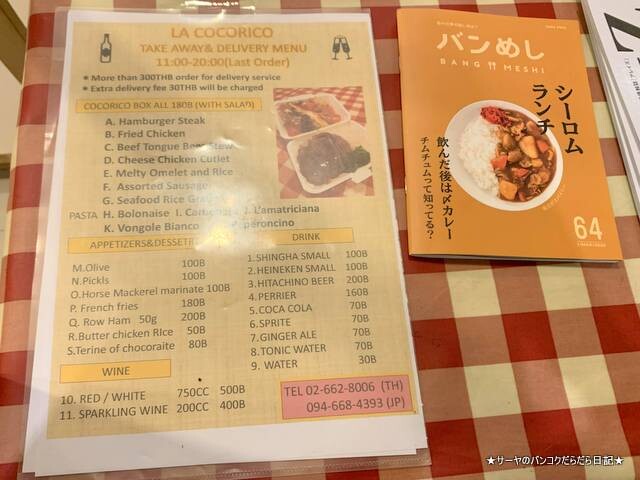 LA COCORICO
TAKE AWAY& DELIVERY MENU
11:00-20:00(Last Order)
● More than 300THB order for delivery service
● Extra delivery fee 30THB will be charged
COCORICO BOX ALL 180B (WITH SALAD)
A. Hamburger Steak
B. Fried Chicken
C. Beef Tongue Stew
D. Cheese Chicken Cutlet
E. Melty Omelet and Rice
F. Assorted Sausage
G. Seafood Rice
PASTA H. Bolonaise I. J. L'amatriciana
K. Vongole Bianco Peperoncino
APPETIZERS&DESSETRE
M.Olive 100B
N.Pickls 100B
O.Horse Mackerel marinate 100B
P. French fries 180B
Q. Row Ham 50g 200B
R.Butter chicken RIce 50B
S.Terine of chocoraite 80B
DRINK
1.SHINGHA SMALL 100B
2.HEINEKEN SMALL 100B
3.HITACHINO BEER 200B
4.PERRIER 160B
5.COCA COLA 70B
6.SPRITE 70B
7.GINGER ALE 70B
8.TONIC WATER 70B
9. WATER 30B
WINE
10. RED / WHITE 750CC 500B
11. SPARKLING WINE 200CC 400B
TEL 02-662-8006 (TH)
094-668-4393 (JP)
バンめし
BANG MESHI
シーロム
ランチ
飲んだ後は〆カレー
チムチュムって知ってる?
64
★サーヤのバンコクだらだら日記★